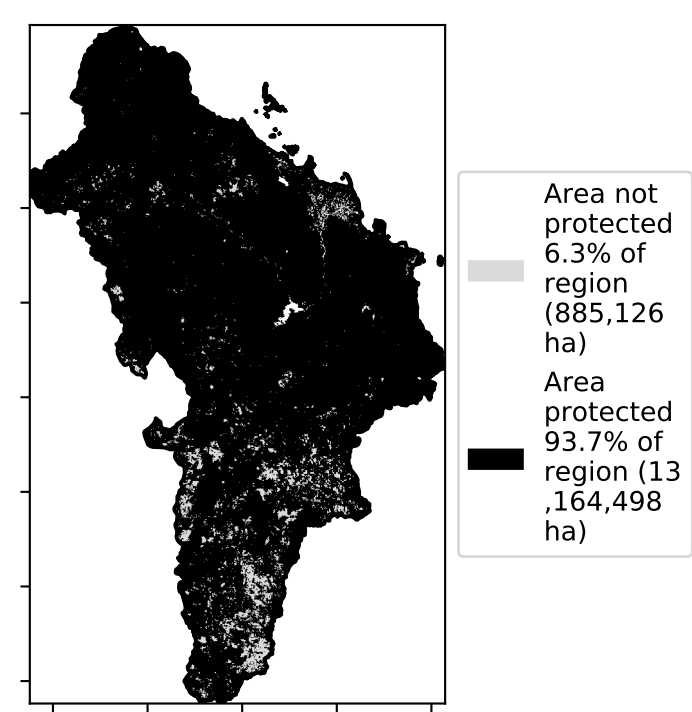 Area not
protected
6.3% of
region
(885,126
ha)
Area
protected
93.7% of
region (13
,164,498
ha)